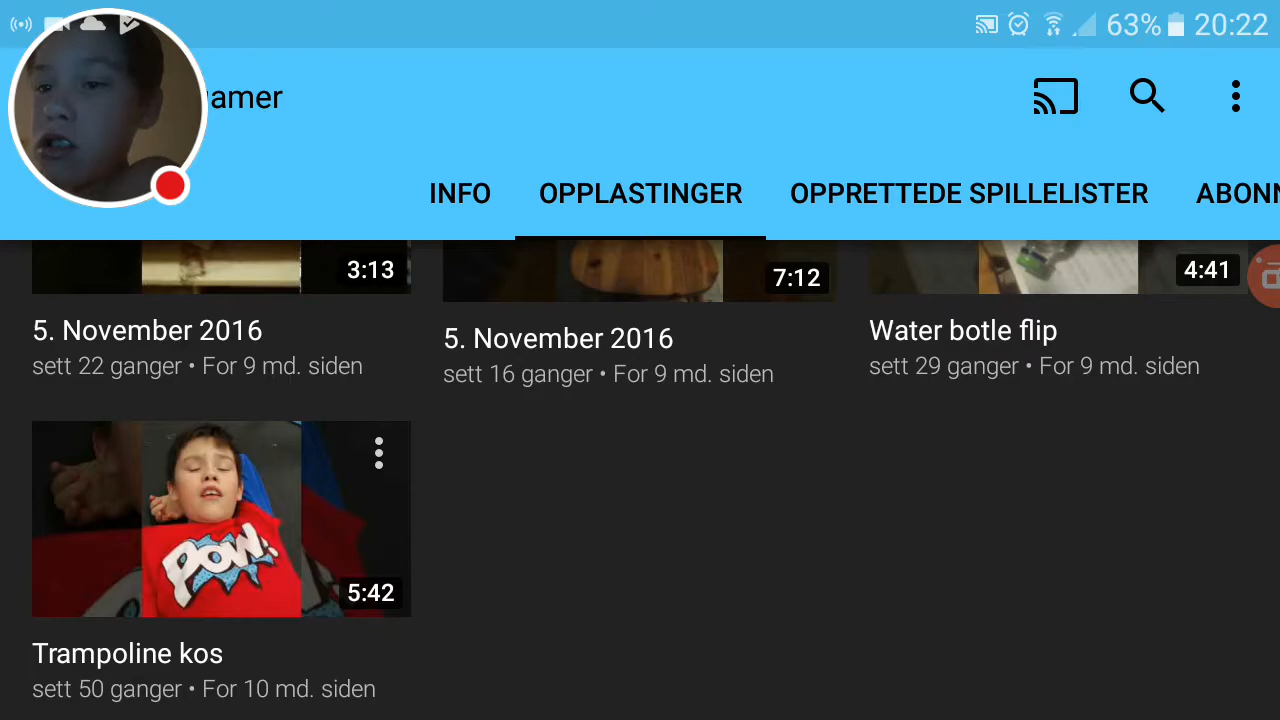 63% 20:22
gamer
INFO OPPLASTINGER OPPRETTEDE SPILLELISTER ABONN
3:13 7:12 4:41
5. November 2016 5. November 2016 Water botle flip
sett 22 ganger • For 9 md. siden sett 16 ganger • For 9 md. siden sett 29 ganger • For 9 md. siden
POW!
5:42
Trampoline kos
sett 50 ganger • For 10 md. siden